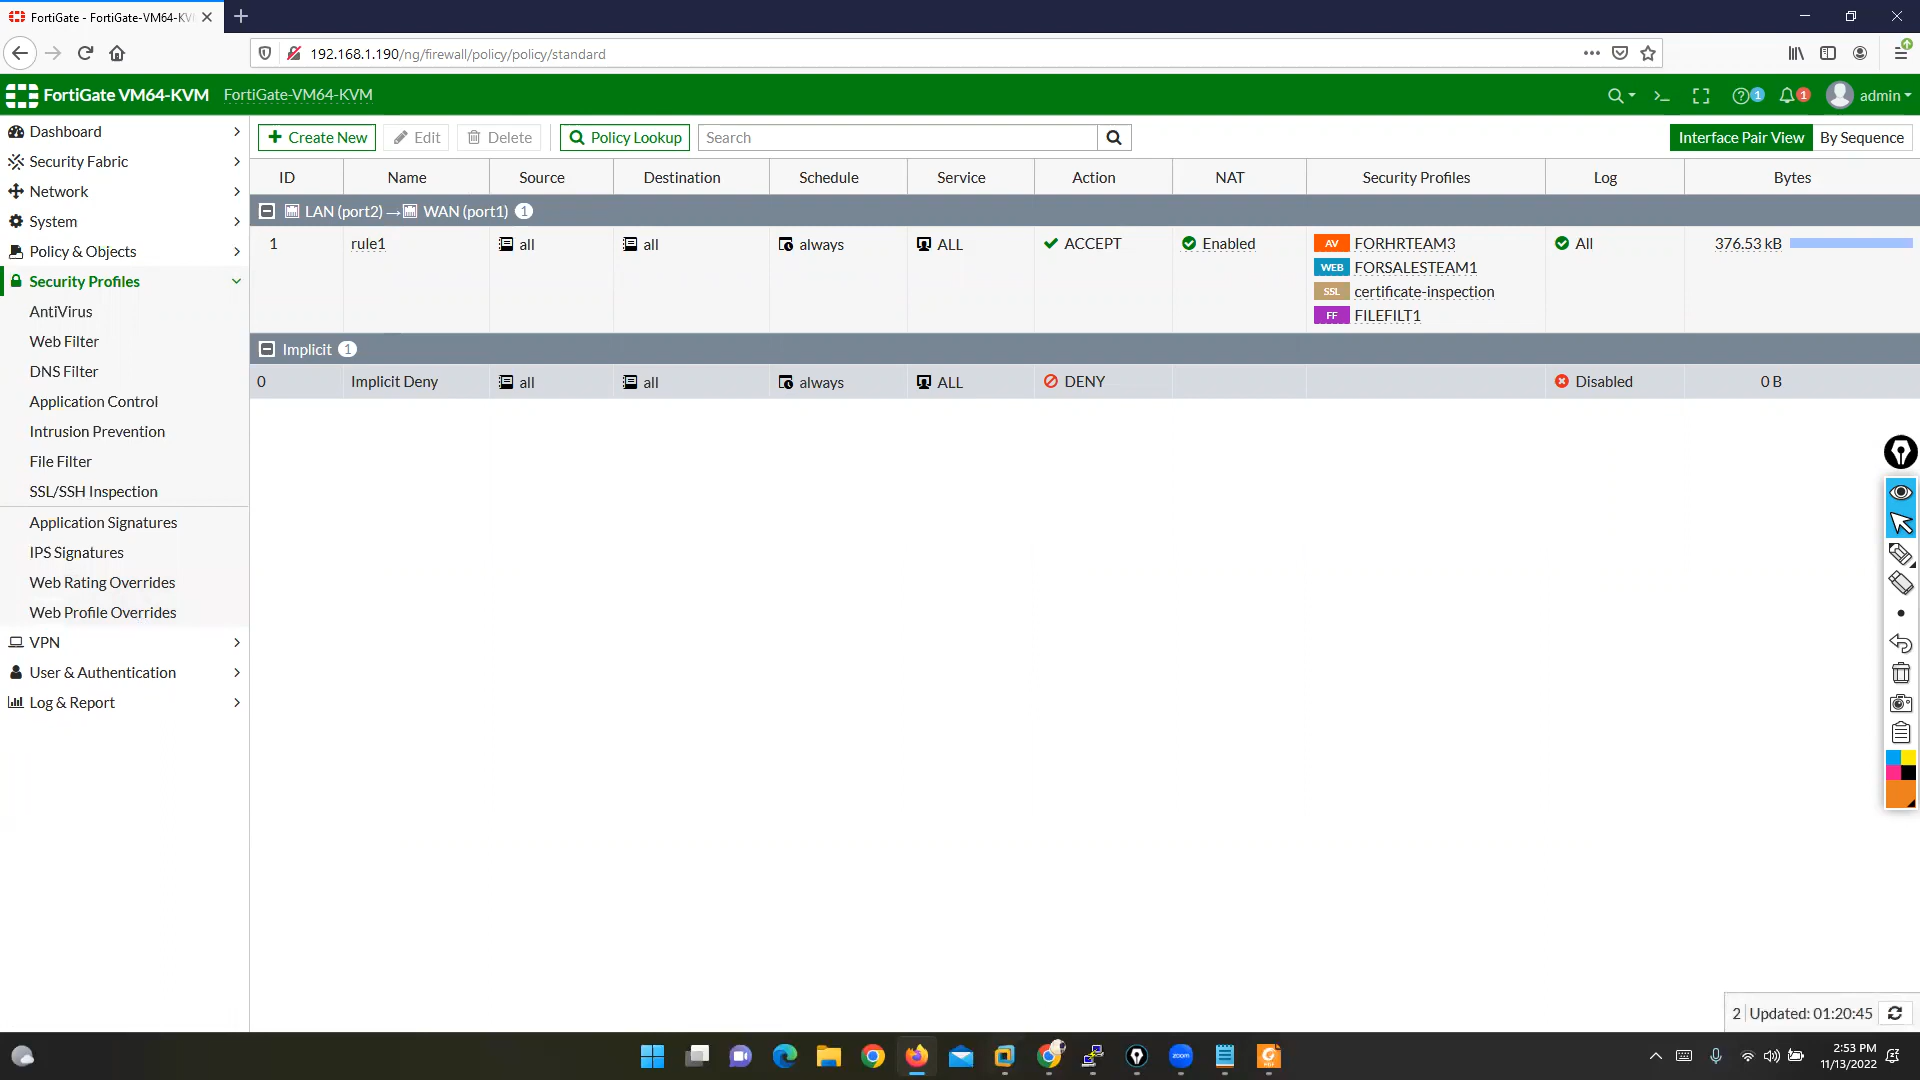 FortiGate - FortiGate-VM64-KV
192.168.1.190/ng/firewall/policy/policy/standard
FortiGate VM64-KVM FortiGate-VM64-KVM 1 1 admin
Dashboard
Security Fabric
Network
System
Policy & Objects
Security Profiles
AntiVirus
Web Filter
DNS Filter
Application Control
Intrusion Prevention
File Filter
SSL/SSH Inspection
Application Signatures
IPS Signatures
Web Rating Overrides
Web Profile Overrides
VPN
User & Authentication
Log & Report
Create New Edit Delete Policy Lookup Search Interface Pair View By Sequence
ID Name Source Destination Schedule Service Action NAT Security Profiles Log Bytes
LAN (port2) → WAN (port1) 1
1 rule1 all all always ALL ACCEPT Enabled AV FORHRTEAM3 All 376.53 kB
WEB FORSALESTEAM1
SSL certificate-inspection
FF FILEFILT1
Implicit 1
0 Implicit Deny all all always ALL DENY Disabled 0 B
2 Updated: 01:20:45
zoom
PDF
2:53 PM
11/13/2022